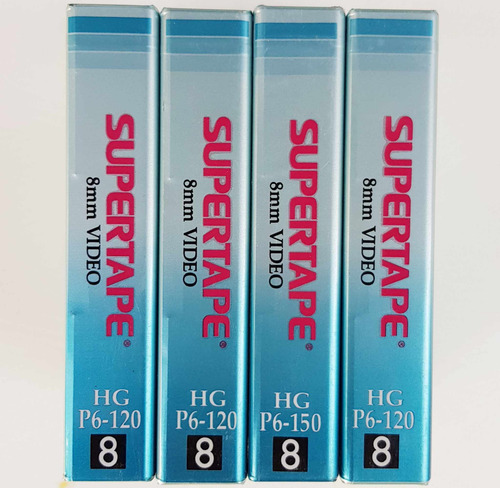 SUPERTAPE®
8mm VIDEO
HG
P6-120
8
SUPERTAPE®
8mm VIDEO
HG
P6-120
8
SUPERTAPE®
8mm VIDEO
HG
P6-150
8
SUPERTAPE®
8mm VIDEO
HG
P6-120
8